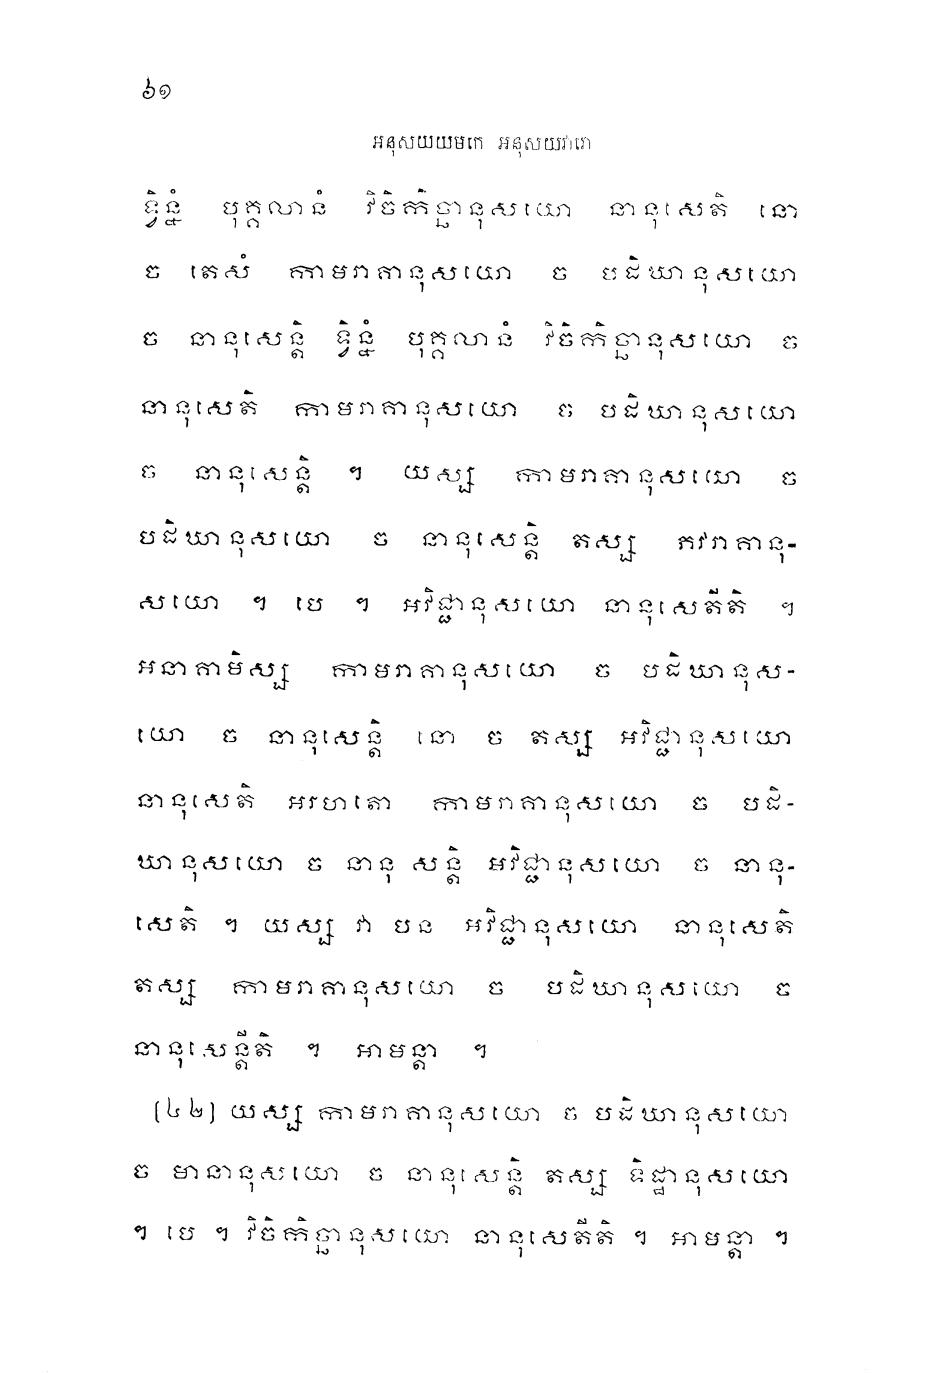 ៦១
អនុសយយមកេ អនុសយវារោ
ទ្វិន្នំ បុគ្គលានំ វិចិកិច្ឆានុសយោ នានុសេតិ នោ
ច តេសំ កាមរាគានុសយោ ច បដិឃានុសយោ
ច នានុសេន្តិ ទ្វិន្នំ បុគ្គលានំ វិចិកិច្ឆានុសយោ ច
នានុសេតិ កាមរាគានុសយោ ច បដិឃានុសយោ
ច នានុសេន្តិ ។ យស្ស កាមរាគានុសយោ ច
បដិឃានុសយោ ច នានុសេន្តិ តស្ស ភវរាគានុ-
សយោ ។ បេ ។ អវិជ្ជានុសយោ នានុសេតីតិ ។
អនាគាមិស្ស កាមរាគានុសយោ ច បដិឃានុស-
យោ ច នានុសេន្តិ នោ ច តស្ស អវិជ្ជានុសយោ
នានុសេតិ អរហតោ កាមរាគានុសយោ ច បដិ-
ឃានុសយោ ច នានុសេន្តិ អវិជ្ជានុសយោ ច នានុ-
សេតិ ។ យស្ស វា បន អវិជ្ជានុសយោ នានុសេតិ
តស្ស កាមរាគានុសយោ ច បដិឃានុសយោ ច
នានុសេន្តីតិ ។ អាមន្តា ។
(៤២) យស្ស កាមរាគានុសយោ ច បដិឃានុសយោ
ច មានានុសយោ ច នានុសេន្តិ តស្ស ទិដ្ឋានុសយោ
។ បេ ។ វិចិកិច្ឆានុសយោ នានុសេតីតិ ។ អាមន្តា ។